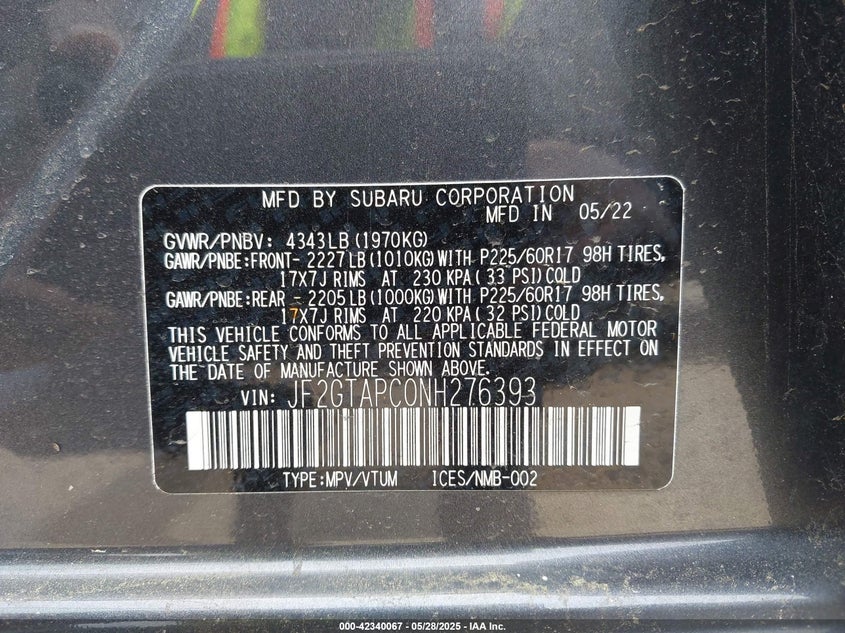 MFD BY SUBARU CORPORATION
MFD IN 05/22
GVWR/PNBV: 4343LB(1970KG)
GAWR/PNBE:FRONT- 2227LB(1010KG)WITH P225/60R17 98H TIRES,
17X7J RIMS AT 230 KPA(33 PSI)COLD
GAWR/PNBE:REAR - 2205LB(1000KG)WITH P225/60R17 98H TIRES,
17X7J RIMS AT 220 KPA(32 PSI)COLD
THIS VEHICLE CONFORMS TO ALL APPLICABLE FEDERAL MOTOR
VEHICLE SAFETY AND THEFT PREVENTION STANDARDS IN EFFECT ON
THE DATE OF MANUFACTURE SHOWN ABOVE.
VIN: JF2GTAPC0NH276393
TYPE:MPV/VTUM ICES/NMB-002
000-42340067 - 05/28/2025 - IAA Inc.